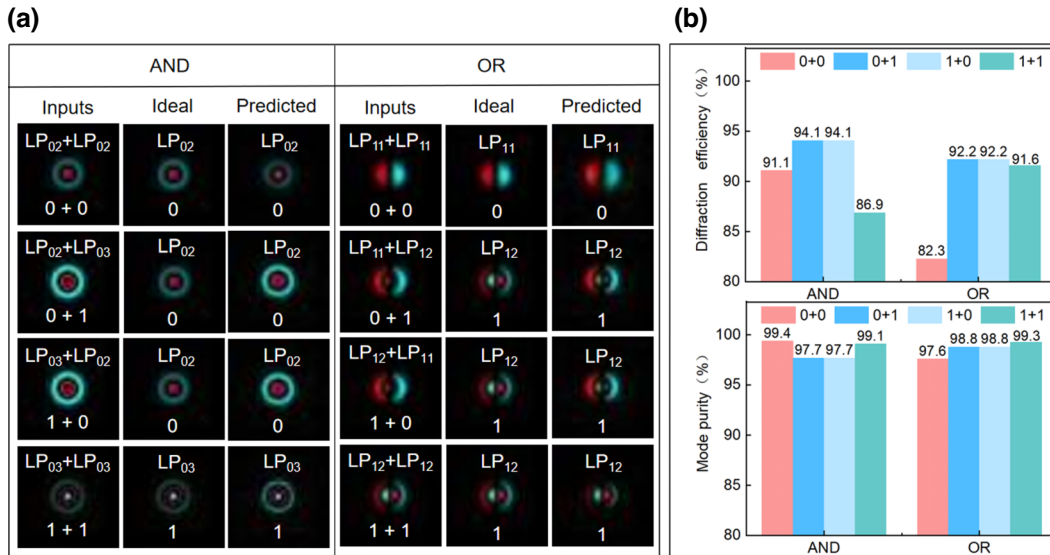 (a)
AND OR
Inputs Ideal Predicted Inputs Ideal Predicted
LP02+LP02 LP02 LP02 LP11+LP11 LP11 LP11
0 + 0 0 0 0 + 0 0 0
LP02+LP03 LP02 LP02 LP11+LP12 LP12 LP12
0 + 1 0 0 0 + 1 1 1
LP03+LP02 LP02 LP02 LP12+LP11 LP12 LP12
1 + 0 0 0 1 + 0 1 1
LP03+LP03 LP03 LP03 LP12+LP12 LP12 LP12
1 + 1 1 1 1 + 1 1 1
(b)
0+0 0+1 1+0 1+1
Diffraction efficiency (%)
100
95
90
85
80
91.1 94.1 94.1 86.9
82.3 92.2 92.2 91.6
AND OR
0+0 0+1 1+0 1+1
Mode purity (%)
100
95
90
85
80
99.4 97.7 97.7 99.1
97.6 98.8 98.8 99.3
AND OR